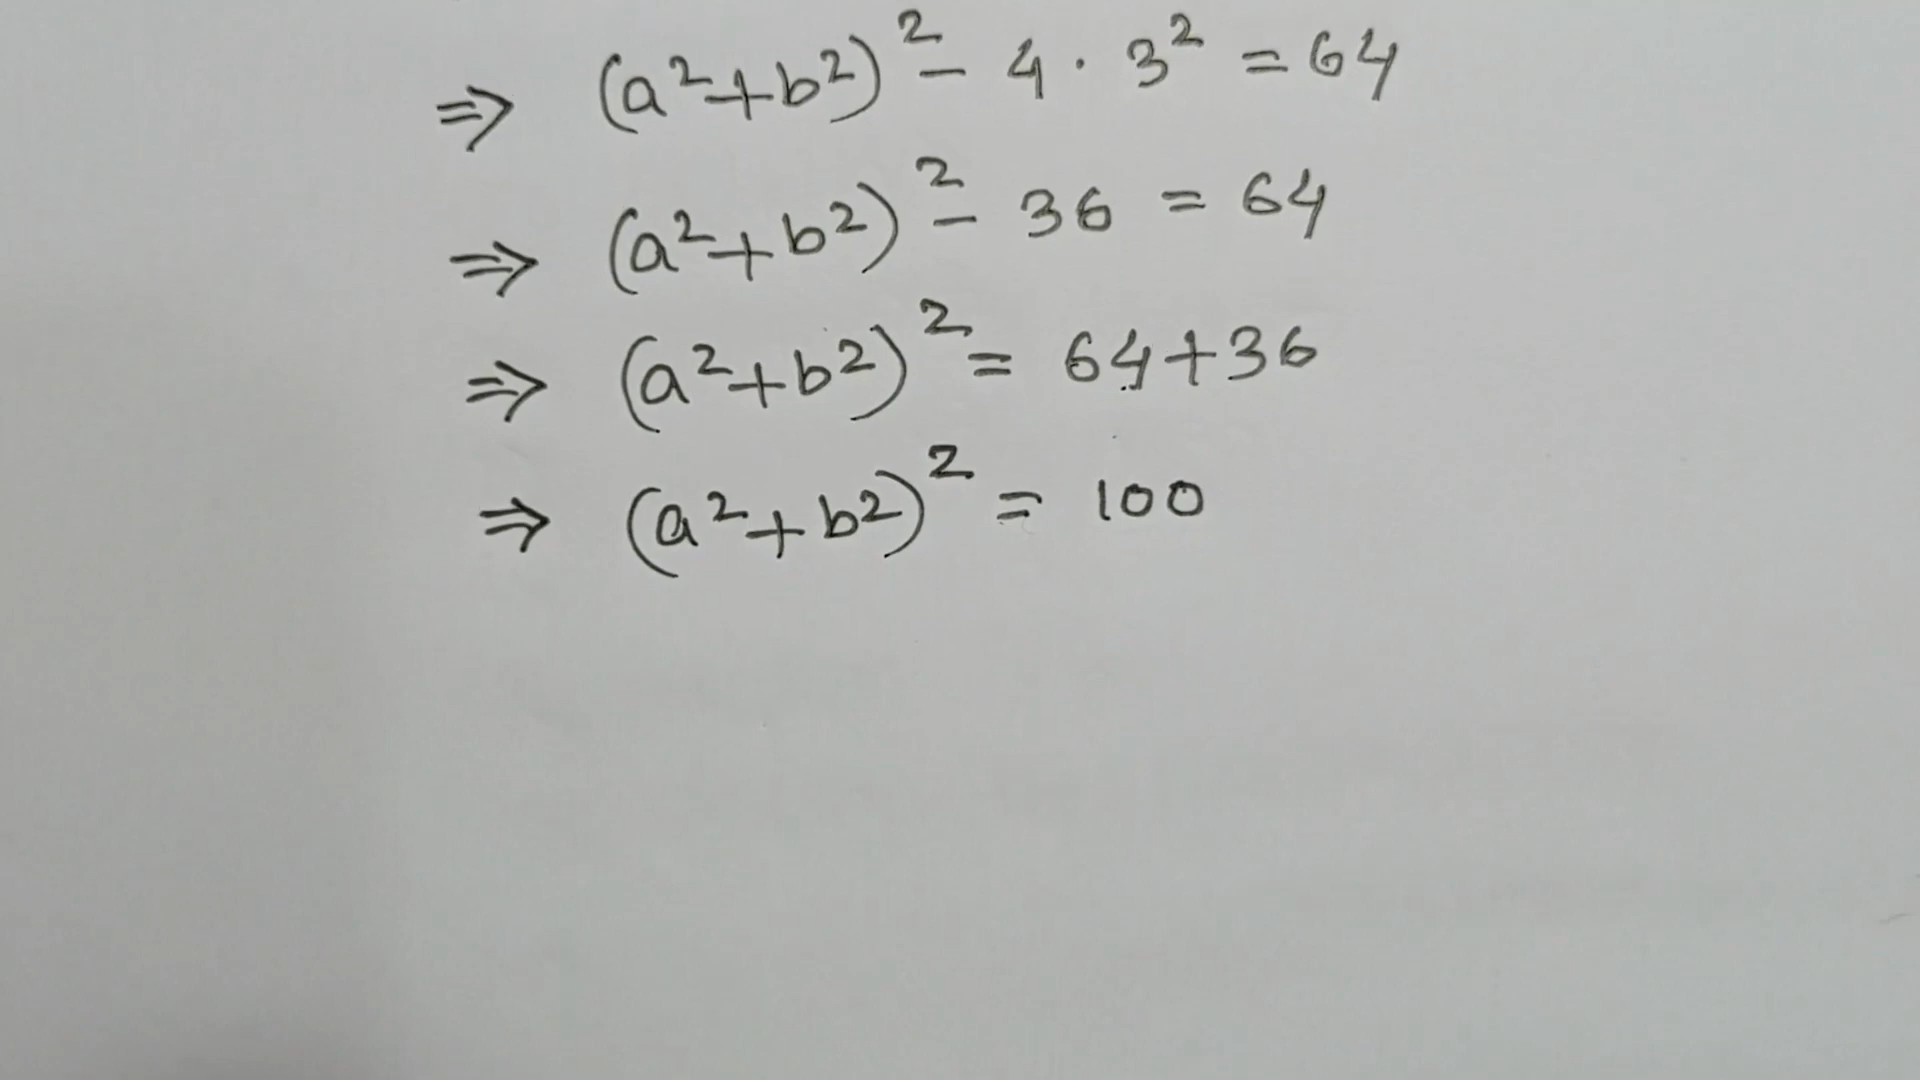 ⇒ (a²+b²)² - 4 · 3² = 64
⇒ (a²+b²)² - 36 = 64
⇒ (a²+b²)² = 64+36
⇒ (a²+b²)² = 100